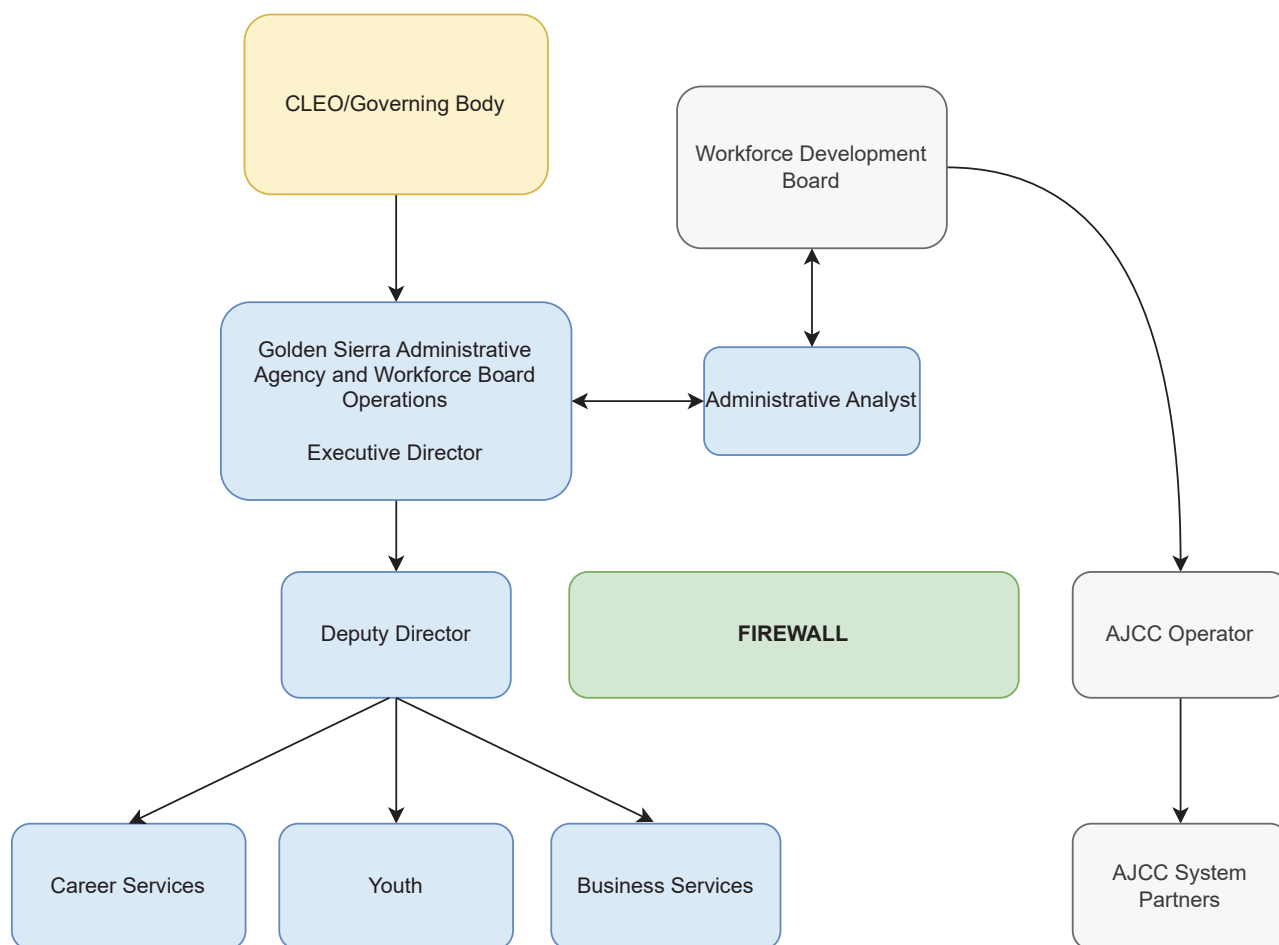 CLEO/Governing Body
Workforce Development
Board
Golden Sierra Administrative
Agency and Workforce Board
Operations
Executive Director
Administrative Analyst
Deputy Director
FIREWALL
AJCC Operator
Career Services
Youth
Business Services
AJCC System
Partners